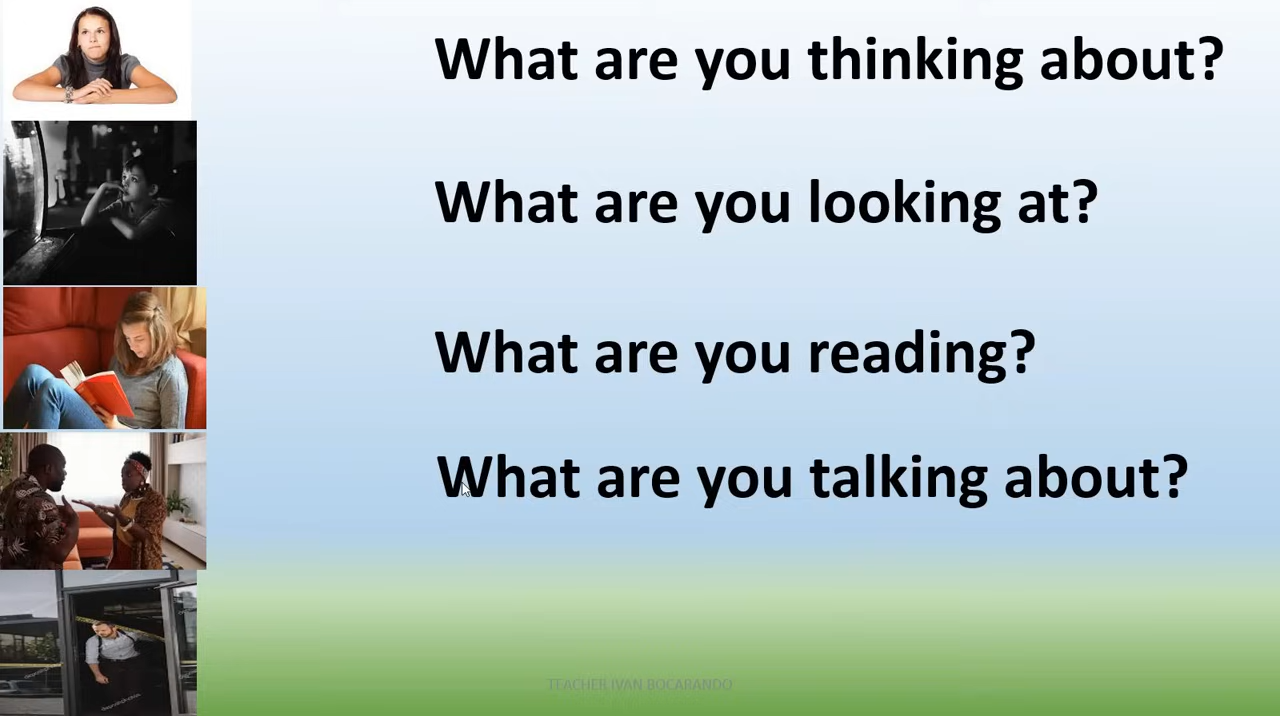 What are you thinking about?
What are you looking at?
What are you reading?
What are you talking about?
TEACHER IVAN BOCARANDO